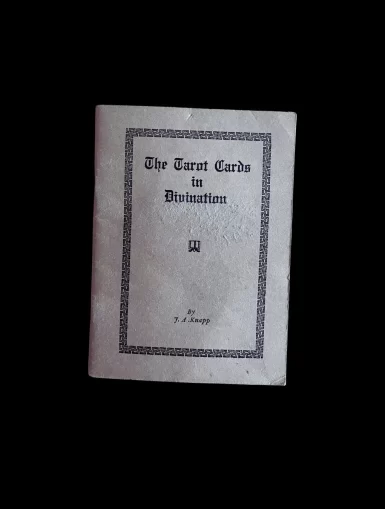 The Tarot Cards
in
Divination
By
J. A. Knapp